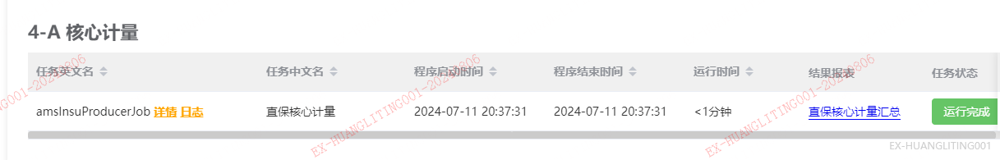 4-A 核心计量
任务英文名 任务中文名 程序启动时间 程序结束时间 运行时间 结果报表 任务状态
amsInsuProducerJob 详情 日志 直保核心计量 2024-07-11 20:37:31 2024-07-11 20:37:31 <1分钟 直保核心计量汇总 运行完成
EX-HUANGLITING001